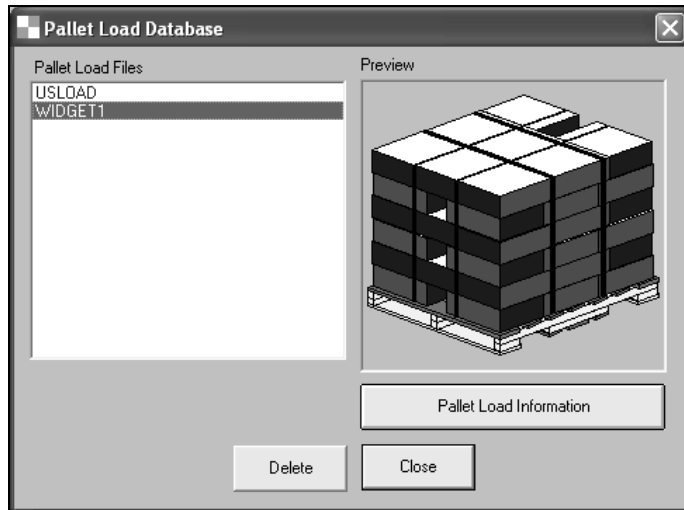 Pallet Load Database
Pallet Load Files
Preview
USLOAD
WIDGET1
Pallet Load Information
Delete
Close